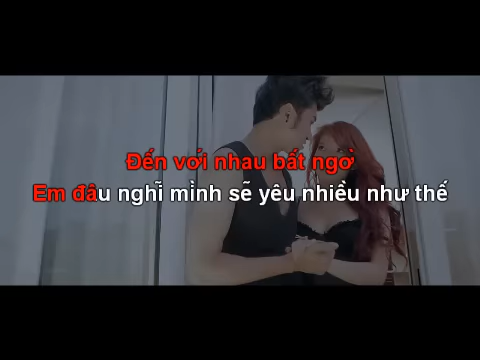 Đến với nhau bất ngờ
Em đâu nghĩ mình sẽ yêu nhiều như thế